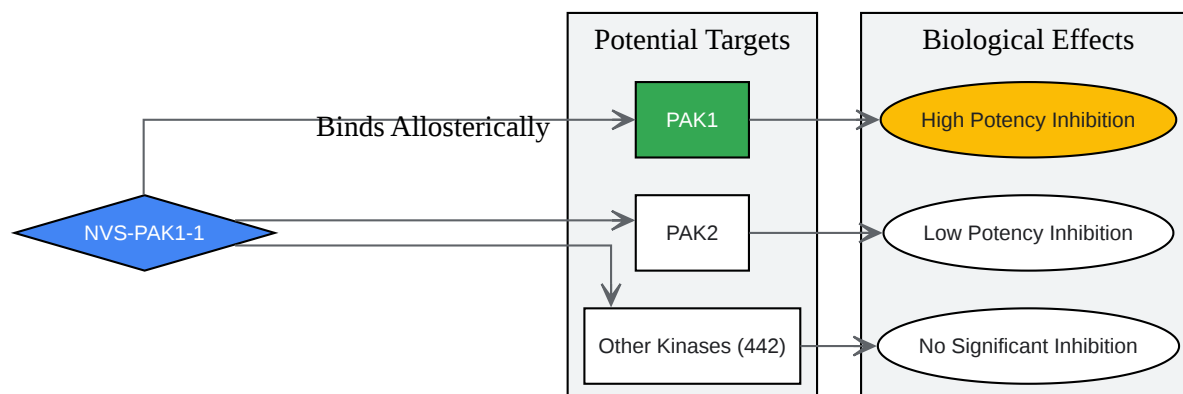 Potential Targets
Biological Effects
Binds Allosterically
PAK1
High Potency Inhibition
NVS-PAK1-1
PAK2
Low Potency Inhibition
Other Kinases (442)
No Significant Inhibition